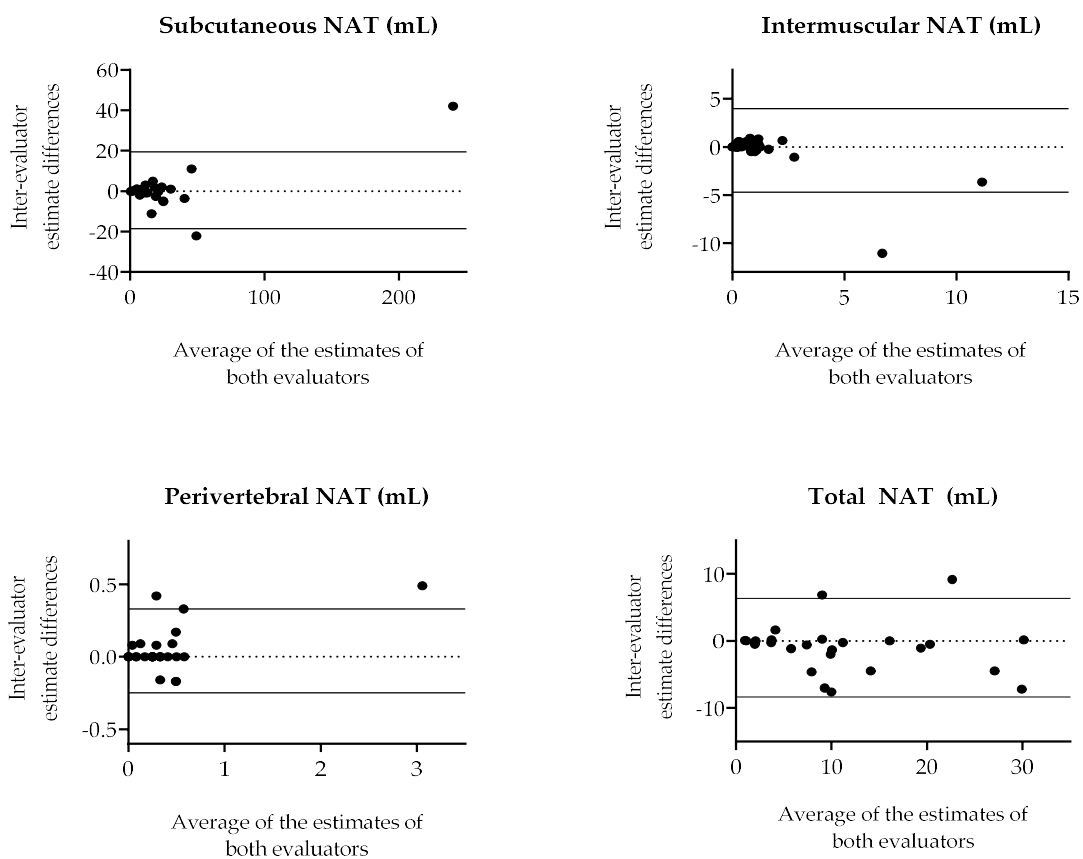 Subcutaneous NAT (mL)
Inter-evaluator
estimate differences
60
40
20
0
-20
-40
0
100
200
Average of the estimates of
both evaluators
Intermuscular NAT (mL)
Inter-evaluator
estimate differences
5
0
-5
-10
0
5
10
15
Average of the estimates of
both evaluators
Perivertebral NAT (mL)
Inter-evaluator
estimate differences
0.5
0.0
-0.5
0
1
2
3
Average of the estimates of
both evaluators
Total NAT (mL)
Inter-evaluator
estimate differences
10
0
-10
0
10
20
30
Average of the estimates of
both evaluators